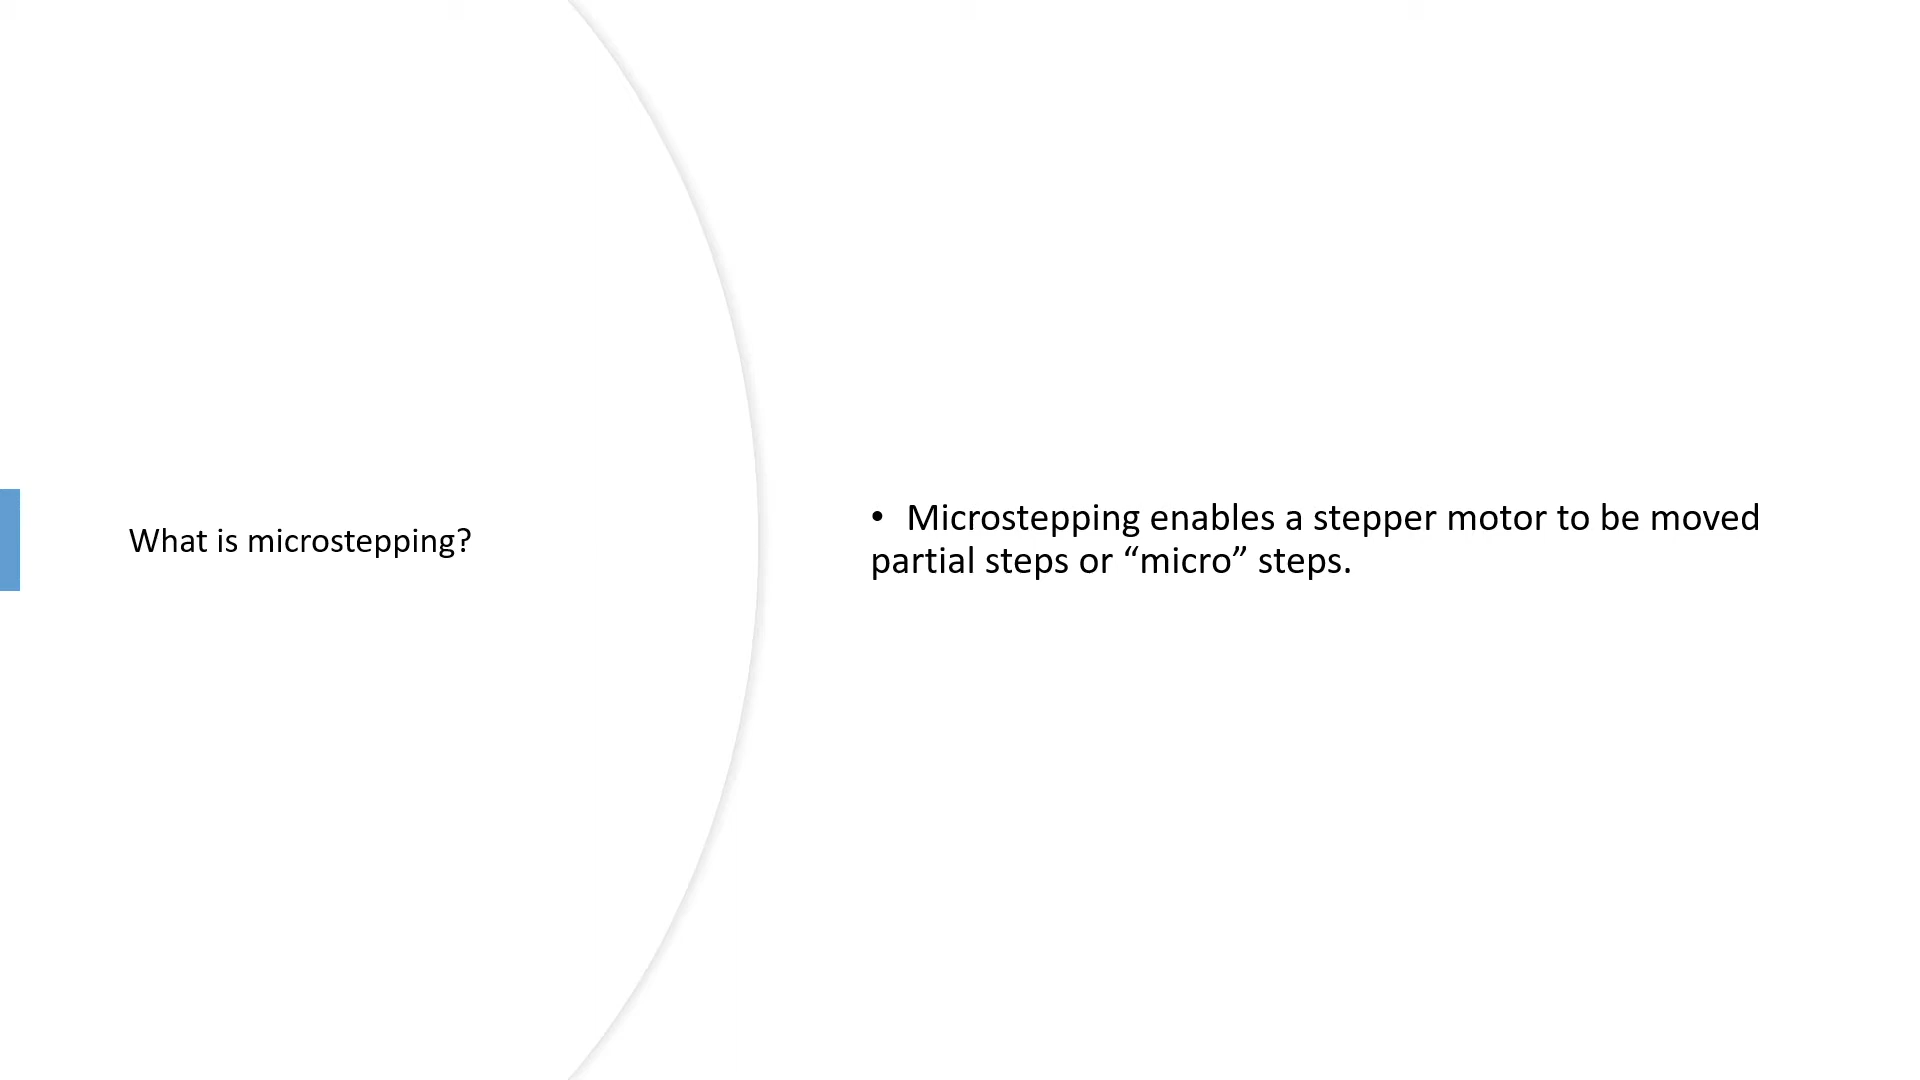 What is microstepping?
• Microstepping enables a stepper motor to be moved
partial steps or “micro” steps.